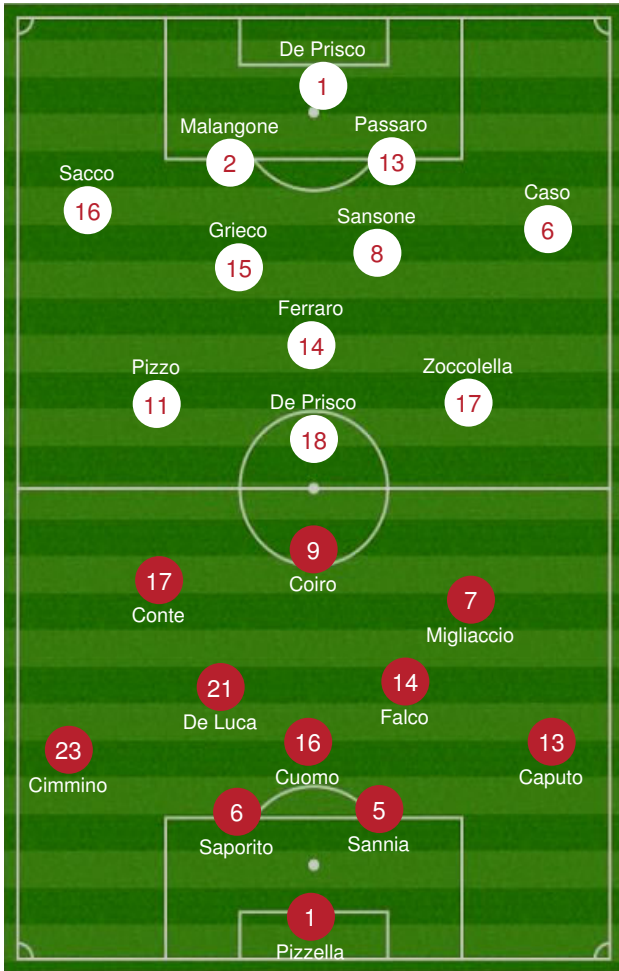 De Prisco
1
Malangone
2
Passaro
13
Sacco
16
Caso
6
Grieco
15
Sansone
8
Ferraro
14
Pizzo
11
Zoccolella
17
De Prisco
18
9
Coiro
17
Conte
7
Migliaccio
21
De Luca
14
Falco
23
Cimmino
16
Cuomo
13
Caputo
6
Saporito
5
Sannia
1
Pizzella